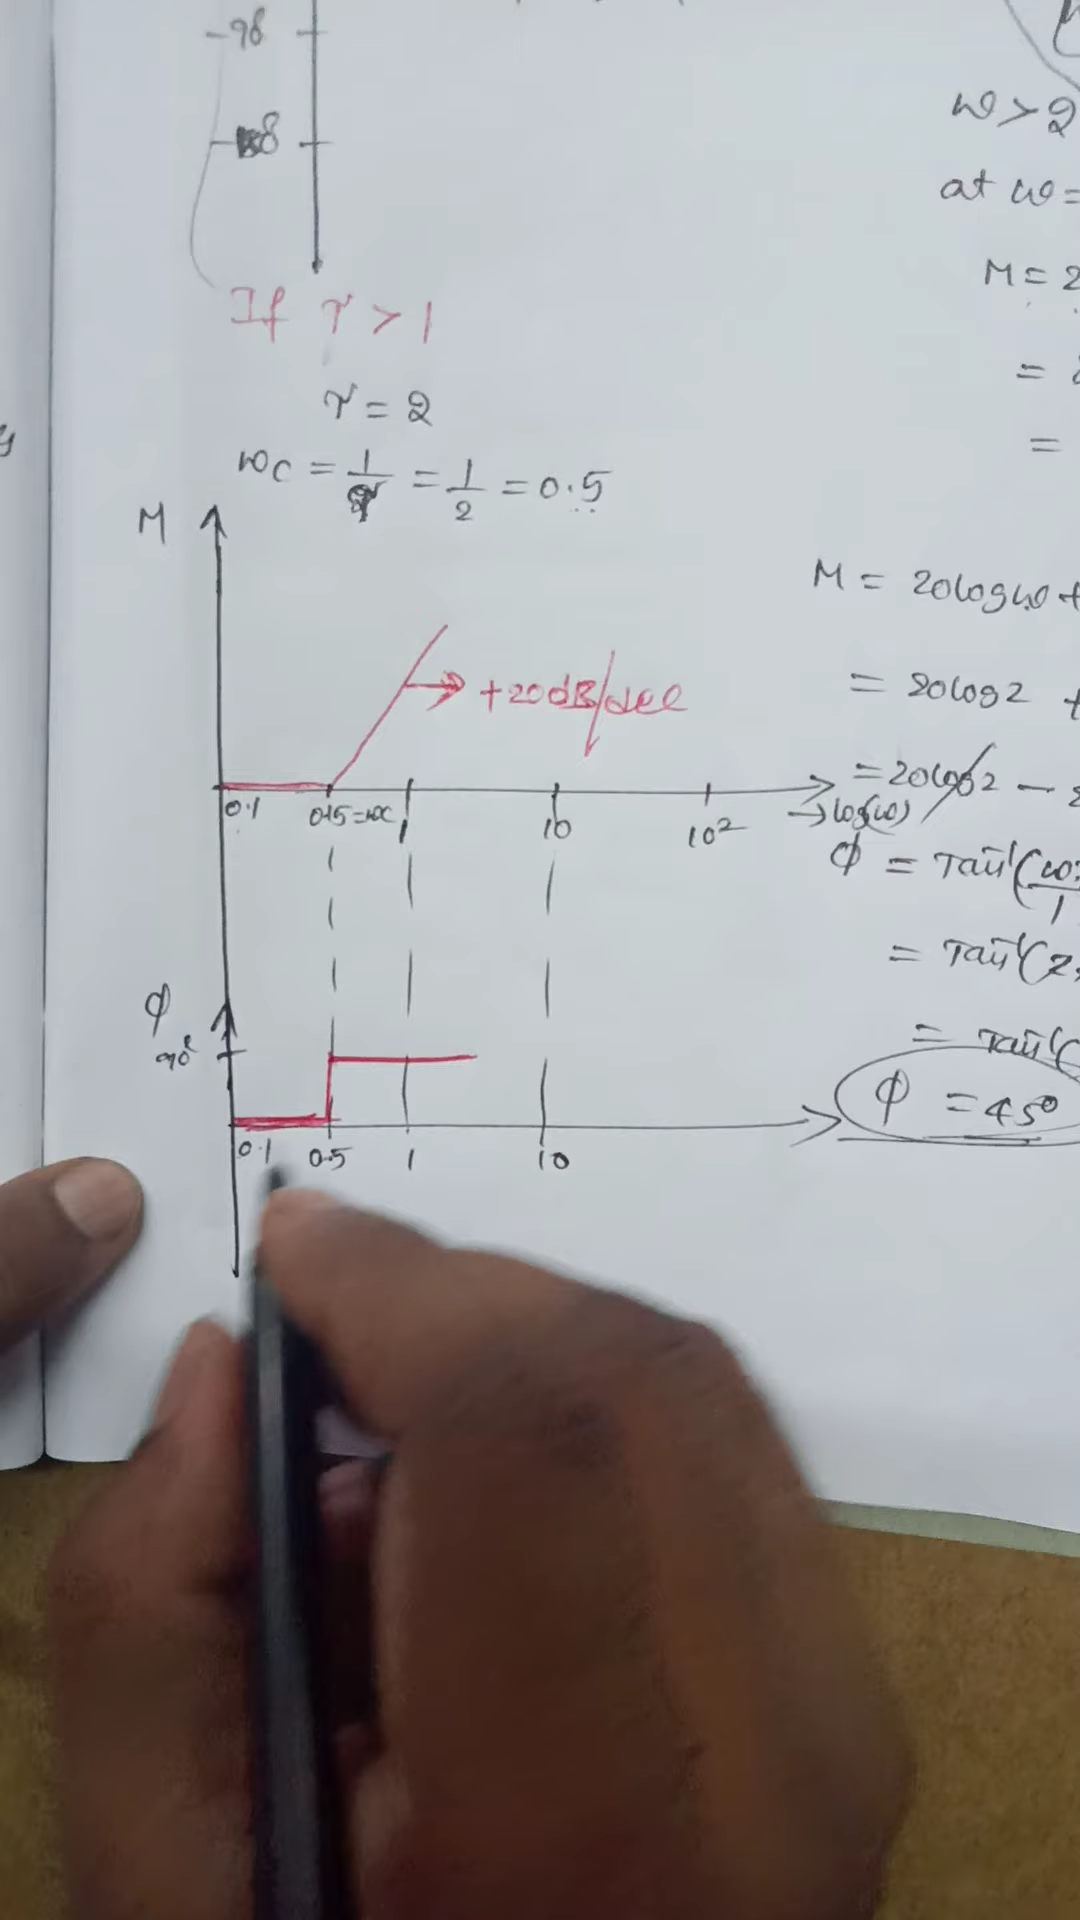 -98
ω > 2
at ω =
M = 2
If τ > 1
=
τ = 2
=
ωc = 1/τ = 1/2 = 0.5
M
M = 20logω +
+20dB/dec
= 20log2 +
= 20log2 -
0.1 0.5=ωc 1 10 10² → log(ω)
ϕ = Tan⁻¹(ω
1
= Tan⁻¹(2
ϕ
= Tan⁻¹(
90°
ϕ = 45°
0.1 0.5 1 10